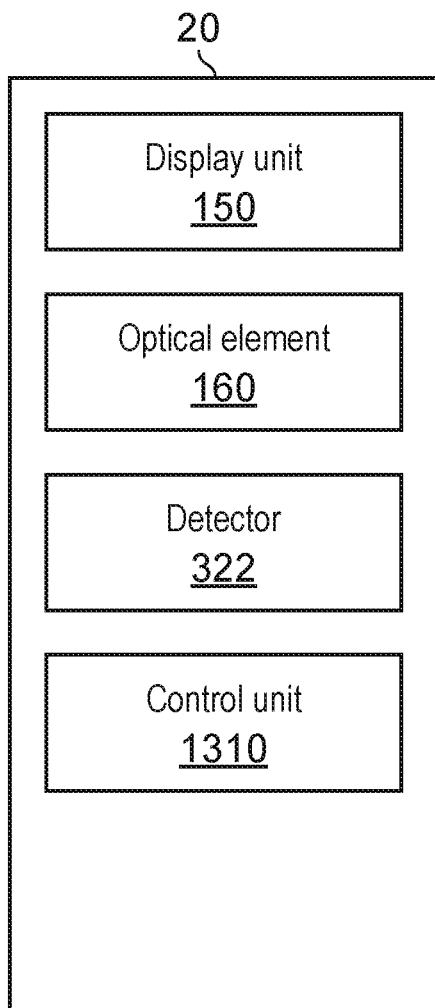 20
Display unit
150
Optical element
160
Detector
322
Control unit
1310